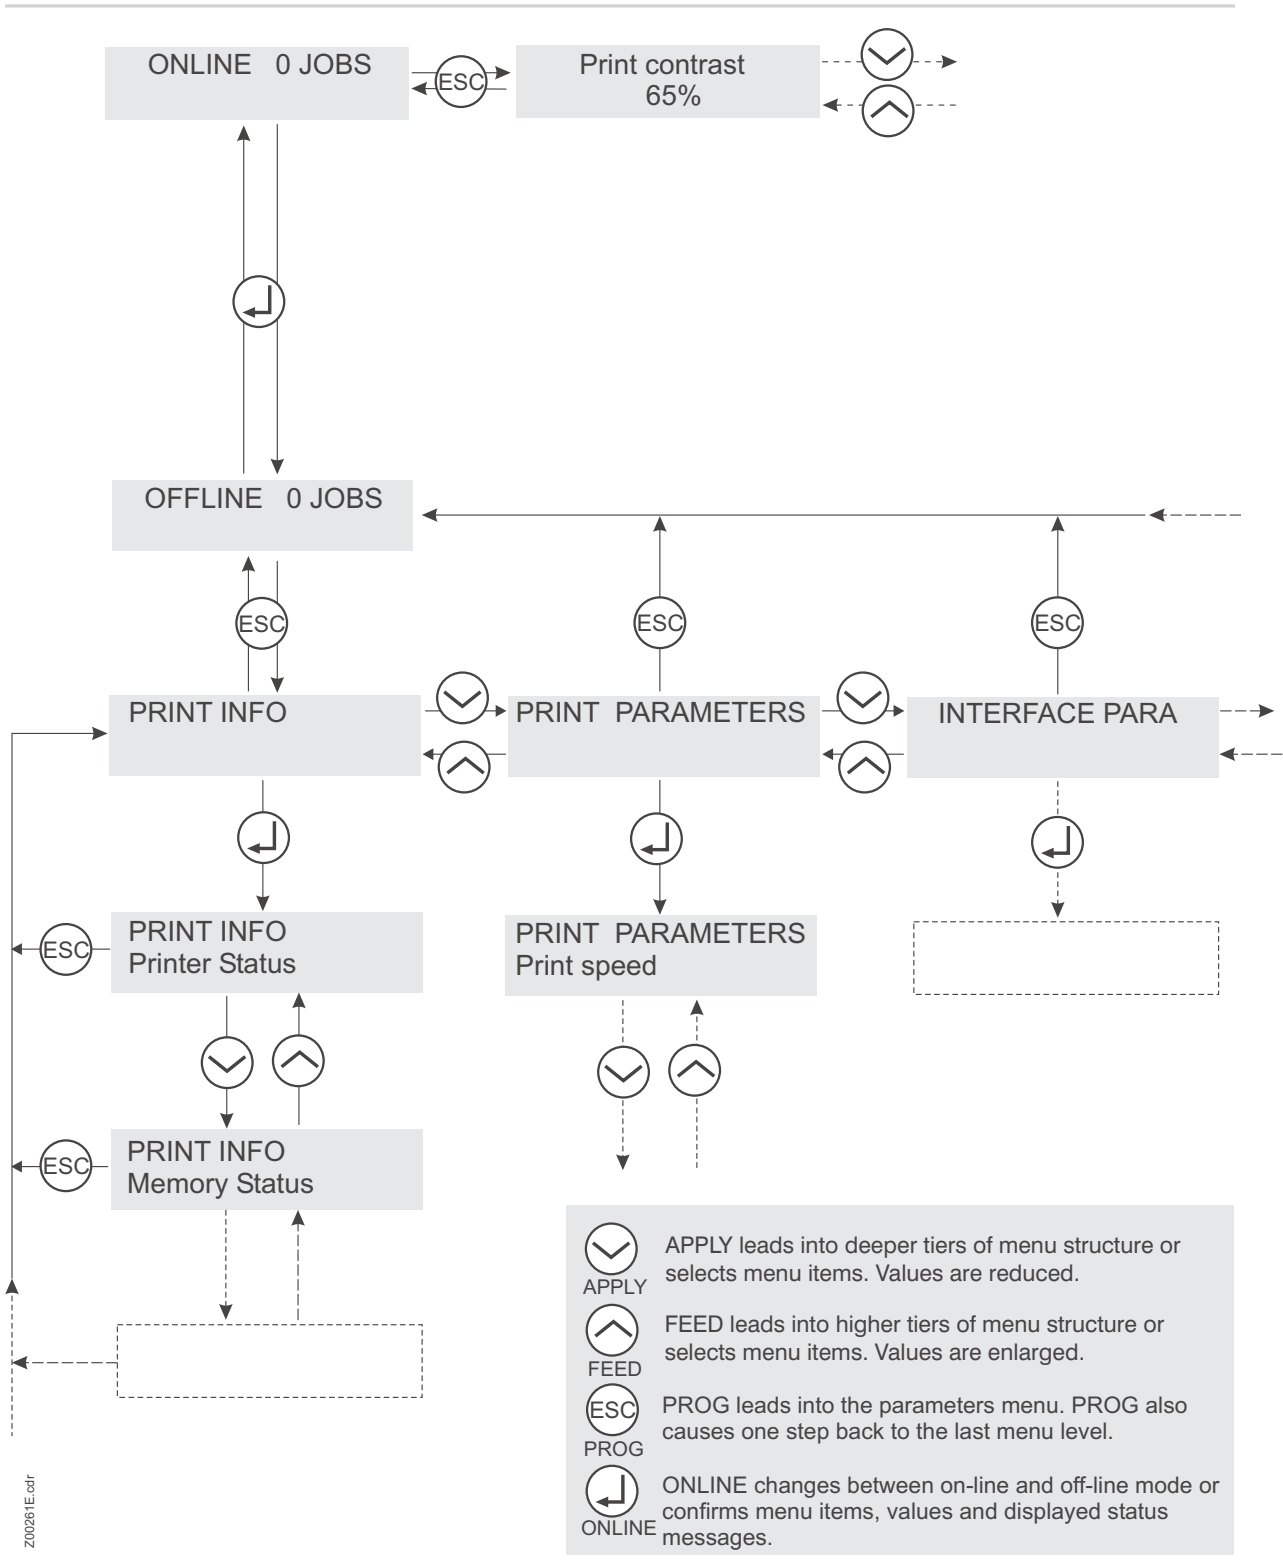 ONLINE 0 JOBS
ESC
Print contrast
65%
OFFLINE 0 JOBS
ESC
ESC
ESC
PRINT INFO
PRINT PARAMETERS
INTERFACE PARA
PRINT INFO
Printer Status
ESC
PRINT PARAMETERS
Print speed
PRINT INFO
Memory Status
ESC
APPLY
APPLY leads into deeper tiers of menu structure or
selects menu items. Values are reduced.
FEED
FEED leads into higher tiers of menu structure or
selects menu items. Values are enlarged.
ESC
PROG
PROG leads into the parameters menu. PROG also
causes one step back to the last menu level.
ONLINE
ONLINE changes between on-line and off-line mode or
confirms menu items, values and displayed status
messages.
Z00261E.cdr